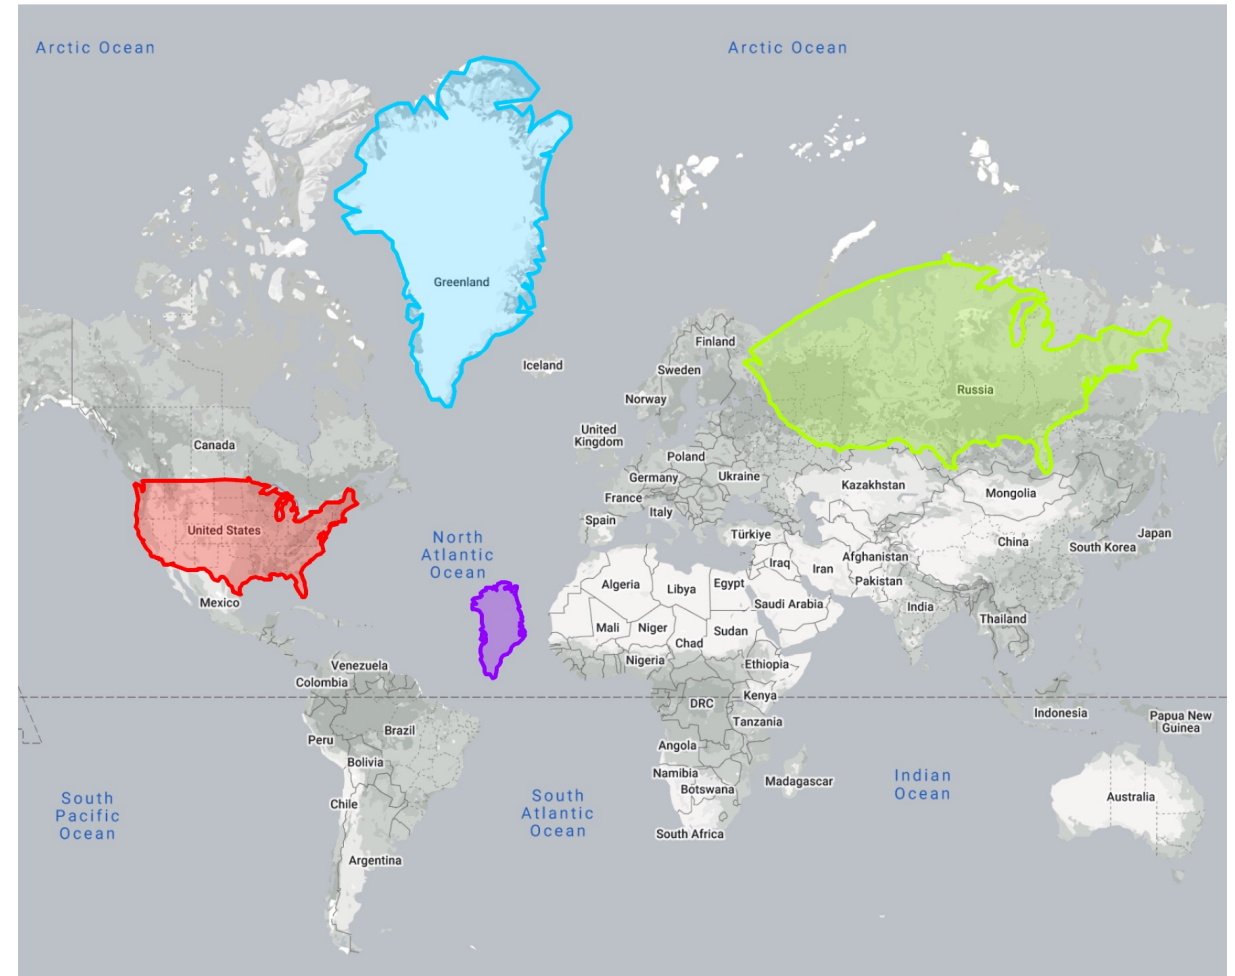 Arctic Ocean
Arctic Ocean
Greenland
Iceland
Finland
Sweden
Norway
Russia
United
Kingdom
Canada
Poland
Germany
Ukraine
Kazakhstan
Mongolia
France
Italy
Spain
United States
North
Atlantic
Ocean
Türkiye
Japan
China
South Korea
Afghanistan
Iraq
Iran
Pakistan
Algeria
Libya
Egypt
Saudi Arabia
India
Thailand
Mexico
Mali
Niger
Chad
Sudan
Nigeria
Ethiopia
Venezuela
Colombia
Kenya
DRC
Tanzania
Indonesia
Papua New
Guinea
Peru
Brazil
Angola
Bolivia
Namibia
Botswana
Madagascar
Indian
Ocean
Australia
South
Pacific
Ocean
Chile
South
Atlantic
Ocean
South Africa
Argentina